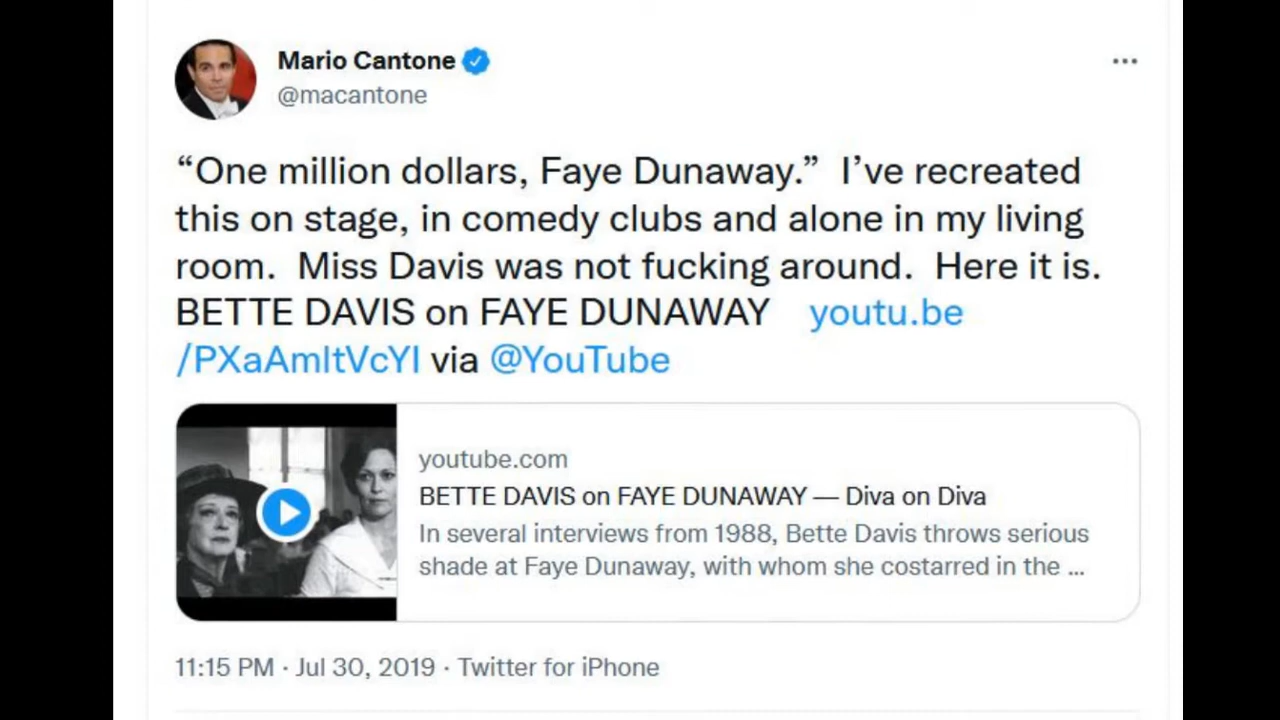 Mario Cantone
@macantone
“One million dollars, Faye Dunaway.”  I’ve recreated
this on stage, in comedy clubs and alone in my living
room.  Miss Davis was not fucking around.  Here it is.
BETTE DAVIS on FAYE DUNAWAY    youtu.be
/PXaAmItVcYI via @YouTube
youtube.com
BETTE DAVIS on FAYE DUNAWAY — Diva on Diva
In several interviews from 1988, Bette Davis throws serious
shade at Faye Dunaway, with whom she costarred in the ...
11:15 PM · Jul 30, 2019 · Twitter for iPhone